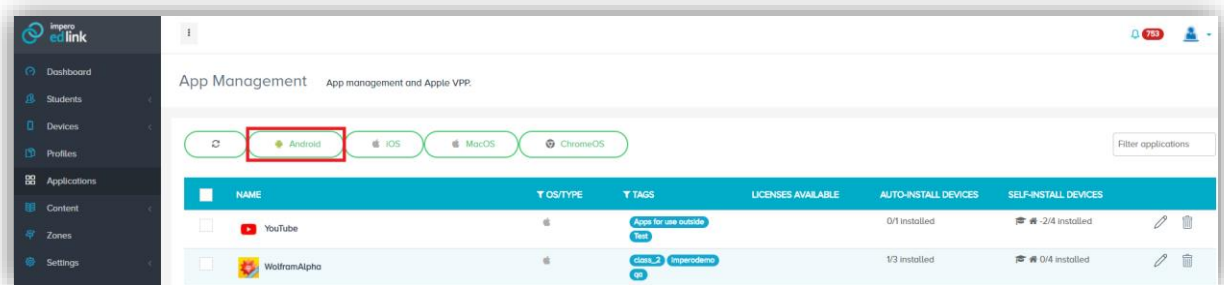 impero
edlink
753
Dashboard
Students
Devices
Profiles
Applications
Content
Zones
Settings
App Management App management and Apple VPP.
Android iOS MacOS ChromeOS Filter applications
NAME OS/TYPE TAGS LICENSES AVAILABLE AUTO-INSTALL DEVICES SELF-INSTALL DEVICES
YouTube Apps for use outside 0/1 installed -2/4 installed
Test
WolframAlpha class_2 Imperodemo 1/3 installed 0/4 installed
qa